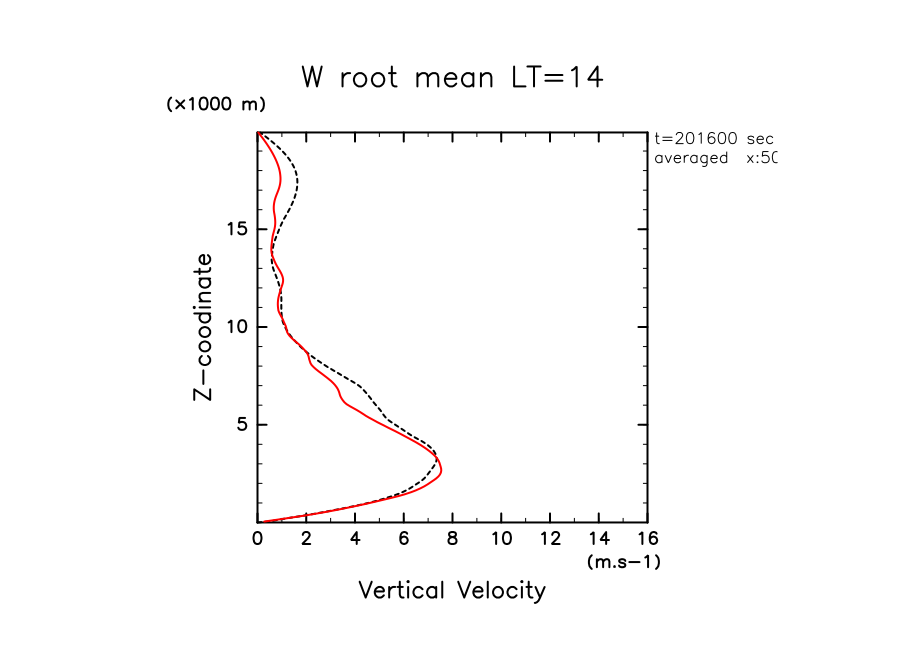 W root mean LT=14
(×1000 m)
t=201600 sec
averaged x:50
15
10
5
Z-coodinate
0 2 4 6 8 10 12 14 16
(m.s-1)
Vertical Velocity